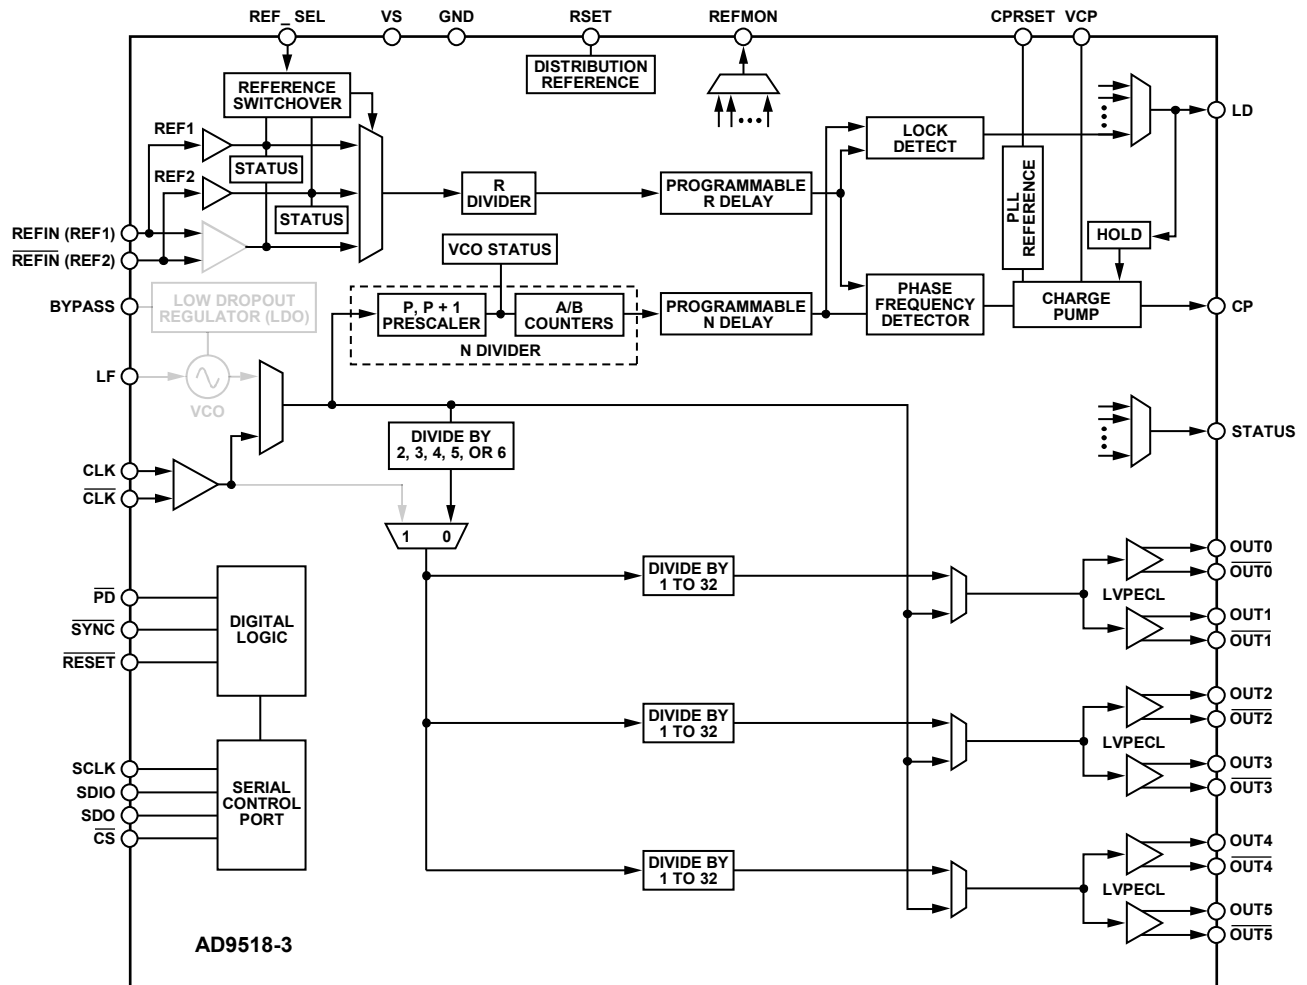 REF_ SEL
VS
GND
RSET
REFMON
CPRSET
VCP
DISTRIBUTION
REFERENCE
REFERENCE
SWITCHOVER
REF1
STATUS
REF2
STATUS
REFIN (REF1)
REFIN (REF2)
BYPASS
LOW DROPOUT
REGULATOR (LDO)
LF
VCO
R
DIVIDER
PROGRAMMABLE
R DELAY
LOCK
DETECT
LD
PLL
REFERENCE
HOLD
VCO STATUS
P, P + 1
PRESCALER
A/B
COUNTERS
N DIVIDER
PROGRAMMABLE
N DELAY
PHASE
FREQUENCY
DETECTOR
CHARGE
PUMP
CP
STATUS
DIVIDE BY
2, 3, 4, 5, OR 6
CLK
CLK
1 0
DIVIDE BY
1 TO 32
LVPECL
OUT0
OUT0
OUT1
OUT1
PD
SYNC
RESET
DIGITAL
LOGIC
DIVIDE BY
1 TO 32
LVPECL
OUT2
OUT2
OUT3
OUT3
SCLK
SDIO
SDO
CS
SERIAL
CONTROL
PORT
DIVIDE BY
1 TO 32
LVPECL
OUT4
OUT4
OUT5
OUT5
AD9518-3